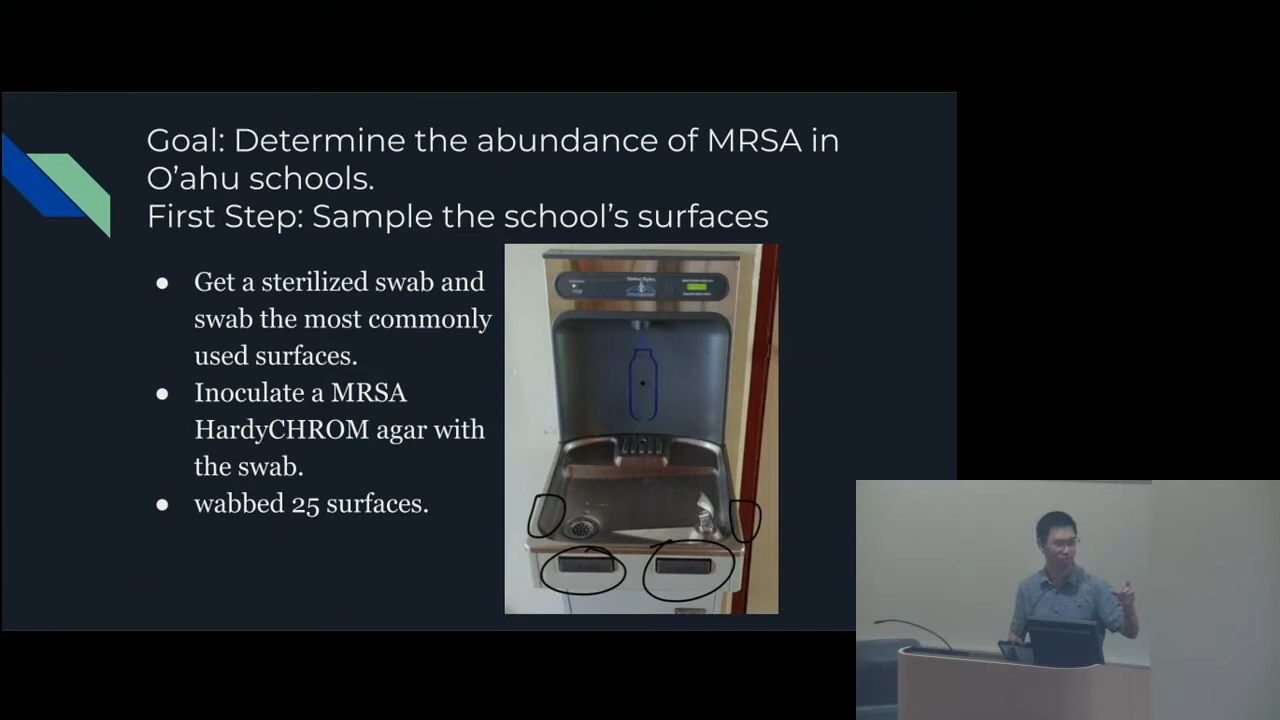 Goal: Determine the abundance of MRSA in
O'ahu schools.
First Step: Sample the school's surfaces
● Get a sterilized swab and
swab the most commonly
used surfaces.
● Inoculate a MRSA
HardyCHROM agar with
the swab.
● wabbed 25 surfaces.